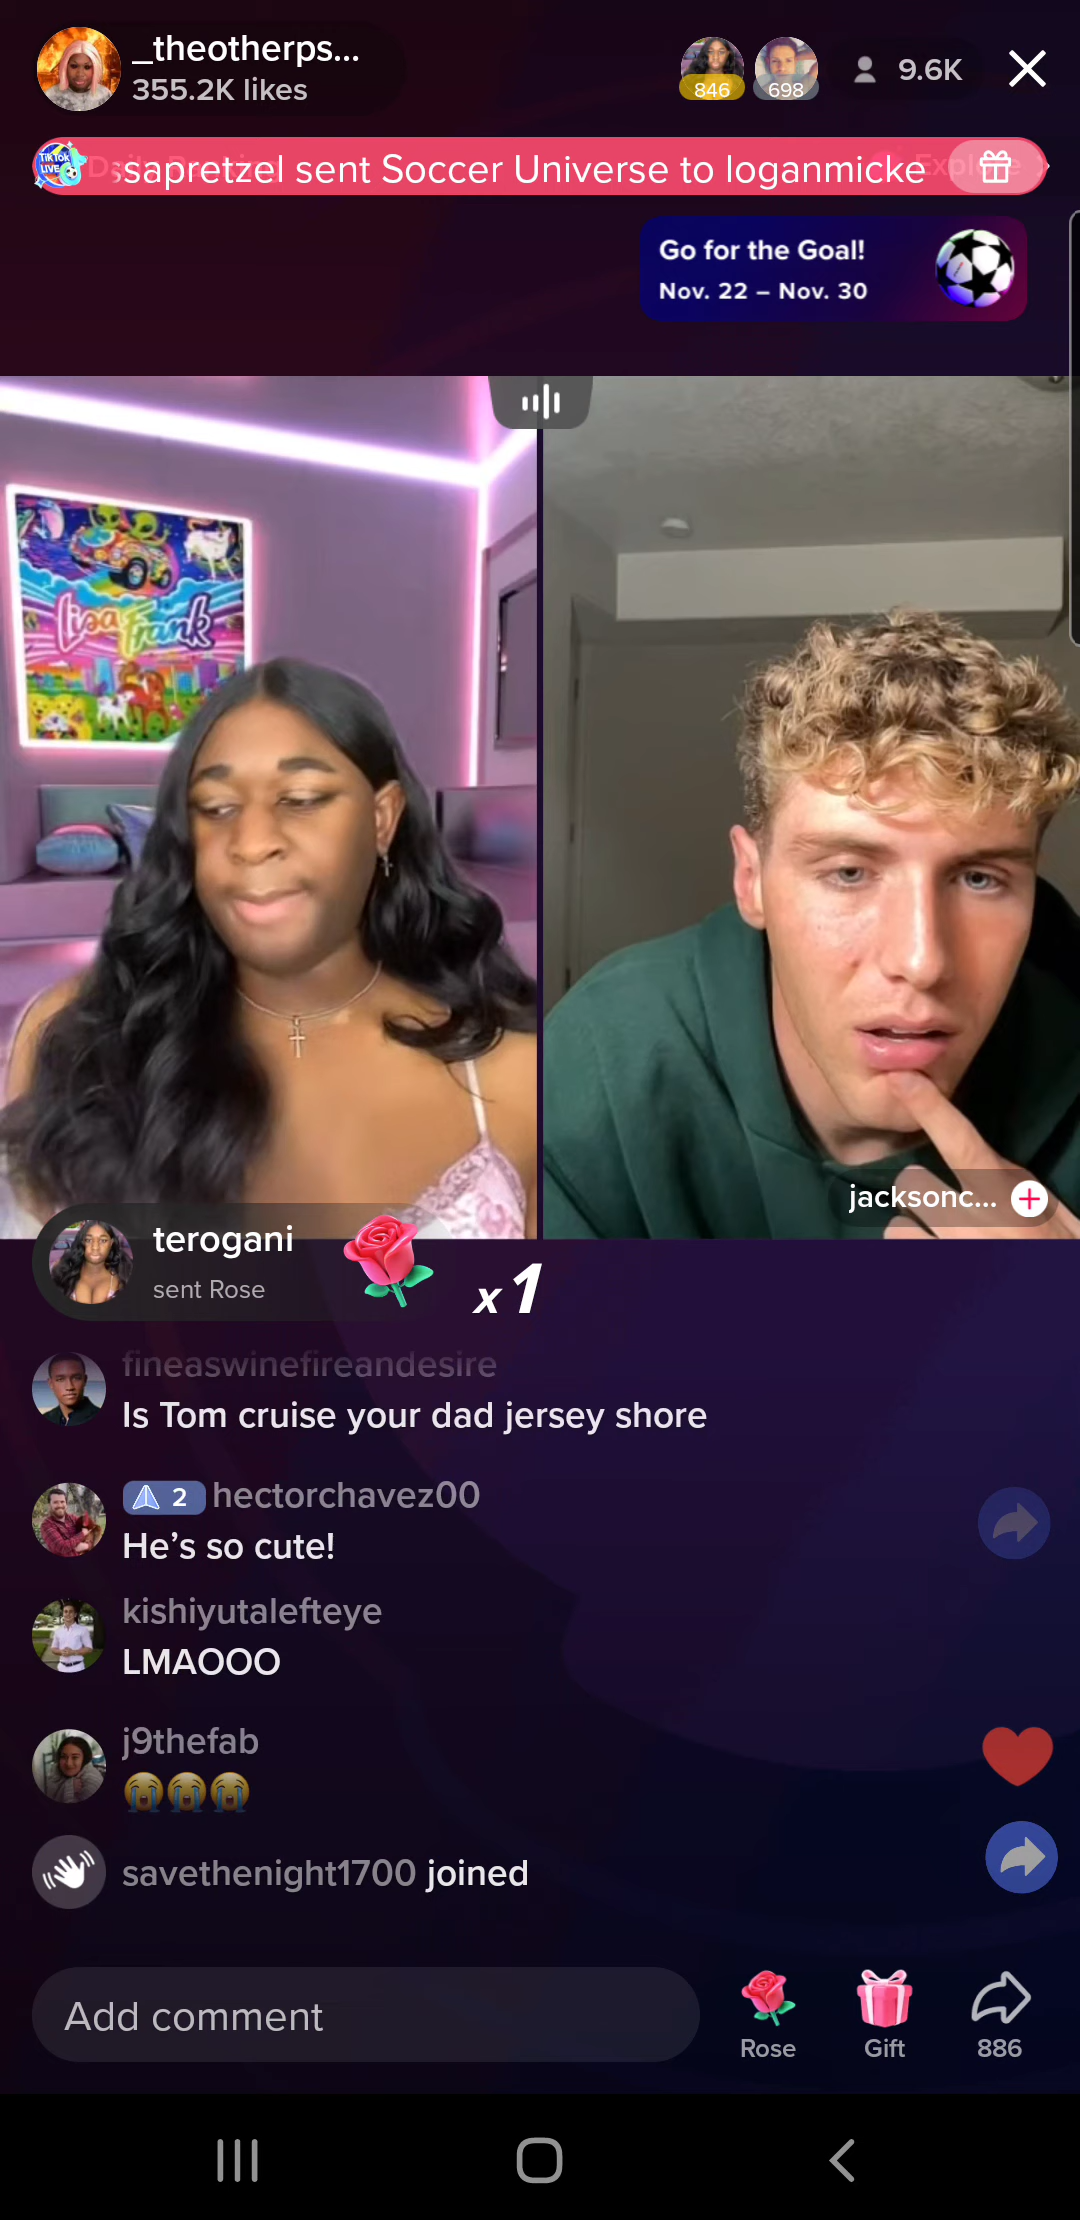 _theotherps...
355.2K likes
846
698
9.6K
TikTok
LIVE
sapretzel sent Soccer Universe to loganmicke
Go for the Goal!
Nov. 22 – Nov. 30
Lisa Frank
jacksonc...
terogani
sent Rose
x1
fineaswinefireandesire
Is Tom cruise your dad jersey shore
2 hectorchavez00
He's so cute!
kishiyutalefteye
LMAOOO
j9thefab
😭😭😭
savethenight1700 joined
Add comment
Rose
Gift
886